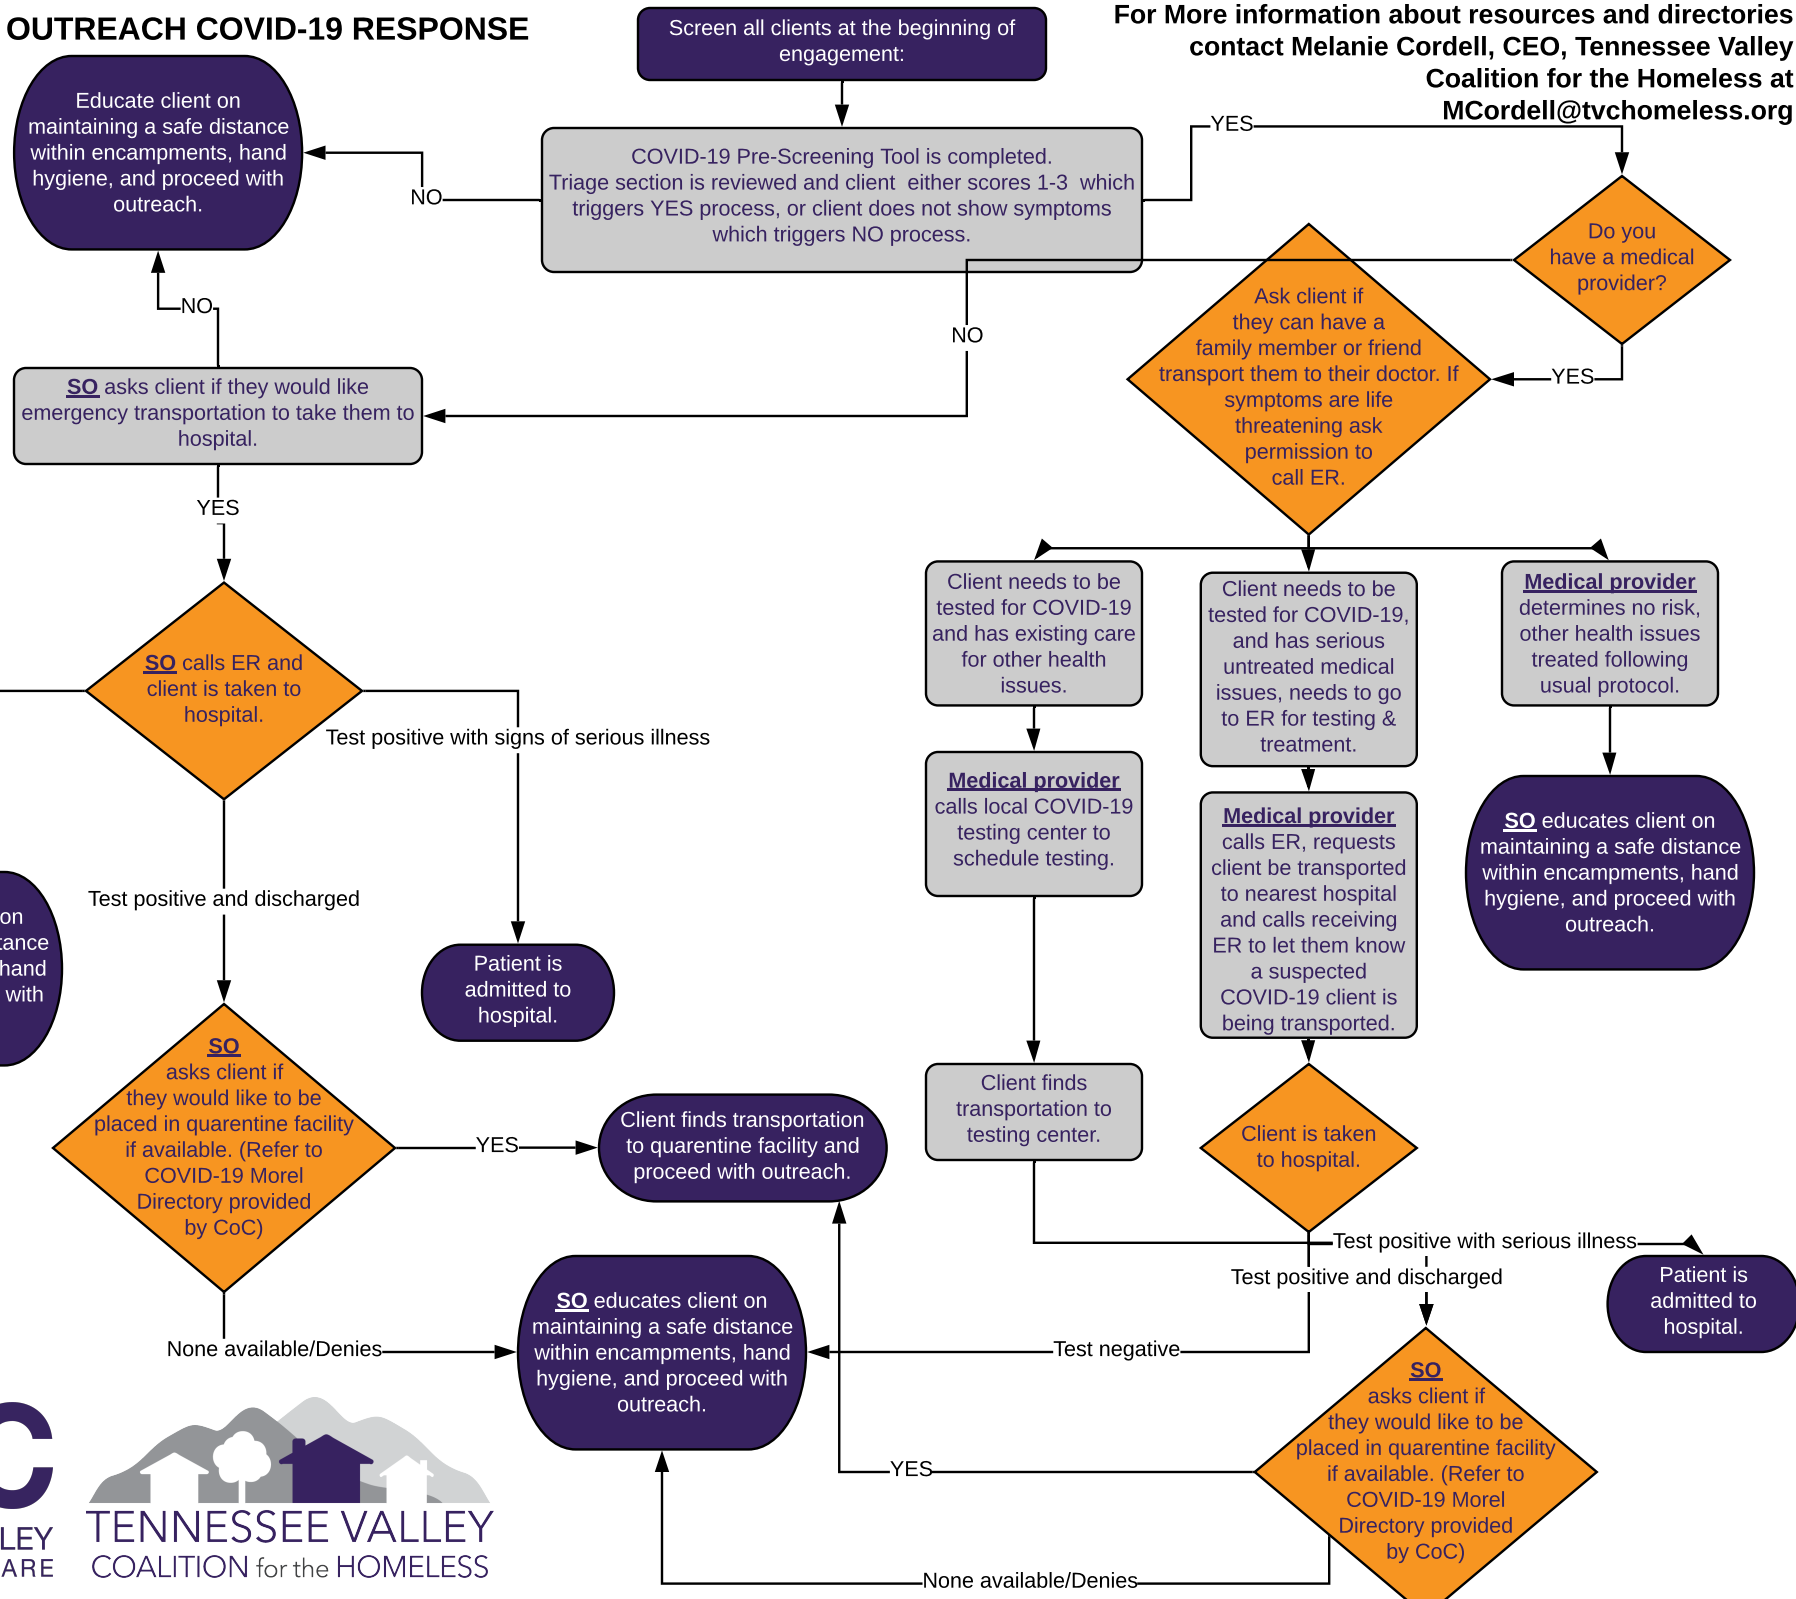 OUTREACH COVID-19 RESPONSE
Screen all clients at the beginning of
engagement:
For More information about resources and directories
contact Melanie Cordell, CEO, Tennessee Valley
Coalition for the Homeless at
MCordell@tvchomeless.org
Educate client on
maintaining a safe distance
within encampments, hand
hygiene, and proceed with
outreach.
NO
COVID-19 Pre-Screening Tool is completed.
Triage section is reviewed and client  either scores 1-3  which
triggers YES process, or client does not show symptoms
which triggers NO process.
YES
Do you
have a medical
provider?
NO
YES
Ask client if
they can have a
family member or friend
transport them to their doctor. If
symptoms are life
threatening ask
permission to
call ER.
NO
SO asks client if they would like
emergency transportation to take them to
hospital.
YES
SO calls ER and
client is taken to
hospital.
Test positive with signs of serious illness
Test positive and discharged
Patient is
admitted to
hospital.
on
tance
hand
with
SO
asks client if
they would like to be
placed in quarentine facility
if available. (Refer to
COVID-19 Morel
Directory provided
by CoC)
YES
Client finds transportation
to quarentine facility and
proceed with outreach.
None available/Denies
SO educates client on
maintaining a safe distance
within encampments, hand
hygiene, and proceed with
outreach.
Client needs to be
tested for COVID-19
and has existing care
for other health
issues.
Medical provider
calls local COVID-19
testing center to
schedule testing.
Client finds
transportation to
testing center.
Client needs to be
tested for COVID-19,
and has serious
untreated medical
issues, needs to go
to ER for testing &
treatment.
Medical provider
calls ER, requests
client be transported
to nearest hospital
and calls receiving
ER to let them know
a suspected
COVID-19 client is
being transported.
Client is taken
to hospital.
Medical provider
determines no risk,
other health issues
treated following
usual protocol.
SO educates client on
maintaining a safe distance
within encampments, hand
hygiene, and proceed with
outreach.
Test positive with serious illness
Test positive and discharged
Test negative
Patient is
admitted to
hospital.
SO
asks client if
they would like to be
placed in quarentine facility
if available. (Refer to
COVID-19 Morel
Directory provided
by CoC)
YES
None available/Denies
C
LEY
ARE
TENNESSEE VALLEY
COALITION for the HOMELESS